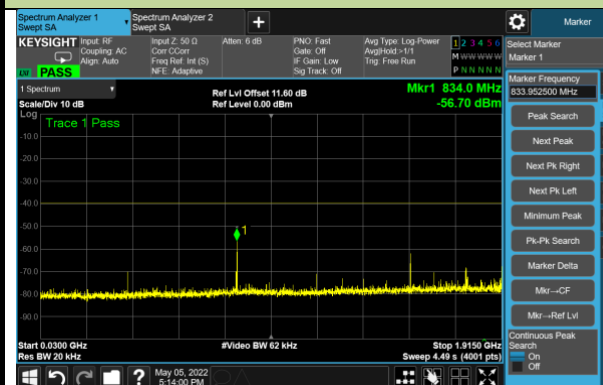 Spectrum Analyzer 1
Swept SA
Spectrum Analyzer 2
Swept SA
+
Marker
KEYSIGHT
Input: RF
Coupling: AC
Align: Auto
Input Z: 50 Ω
Corr CCorr
Freq Ref: Int (S)
NFE: Adaptive
Atten: 6 dB
PNO: Fast
Gate: Off
IF Gain: Low
Sig Track: Off
Avg Type: Log-Power
Avg|Hold:>1/1
Trig: Free Run
1 2 3 4 5 6
M W W W W W
P N N N N N
LXI
PASS
Select Marker
Marker 1
1 Spectrum
Scale/Div 10 dB
Ref Lvl Offset 11.60 dB
Ref Level 0.00 dBm
Mkr1 834.0 MHz
-56.70 dBm
Log
Trace 1 Pass
-10.0
-20.0
-30.0
-40.0
-50.0
-60.0
-70.0
-80.0
-90.0
1
Start 0.0300 GHz
Res BW 20 kHz
#Video BW 62 kHz
Stop 1.9150 GHz
Sweep 4.49 s (4001 pts)
Marker Frequency
833.952500 MHz
Peak Search
Next Peak
Next Pk Right
Next Pk Left
Minimum Peak
Pk-Pk Search
Marker Delta
Mkr→CF
Mkr→Ref Lvl
Continuous Peak
Search
On
Off
?
May 05, 2022
5:14:00 PM